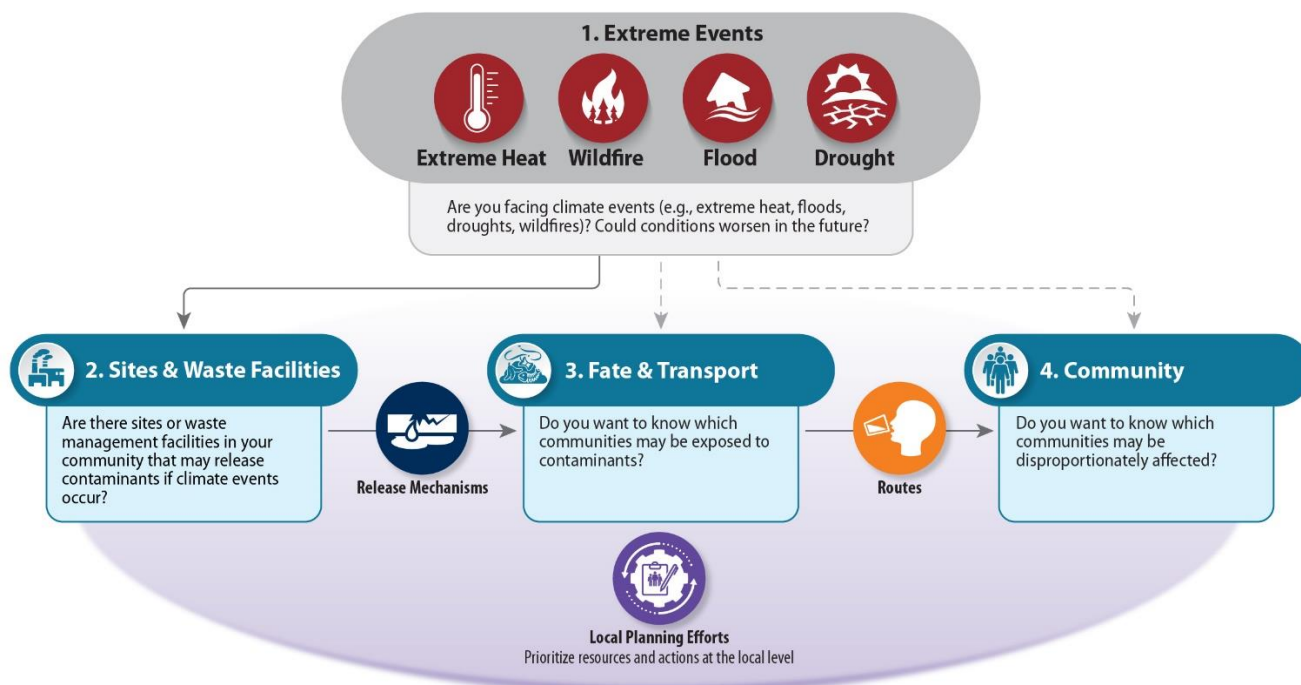 1. Extreme Events
Extreme Heat
Wildfire
Flood
Drought
Are you facing climate events (e.g., extreme heat, floods,
droughts, wildfires)? Could conditions worsen in the future?
2. Sites & Waste Facilities
Are there sites or waste
management facilities in your
community that may release
contaminants if climate events
occur?
Release Mechanisms
3. Fate & Transport
Do you want to know which
communities may be exposed to
contaminants?
Routes
4. Community
Do you want to know which
communities may be
disproportionately affected?
Local Planning Efforts
Prioritize resources and actions at the local level